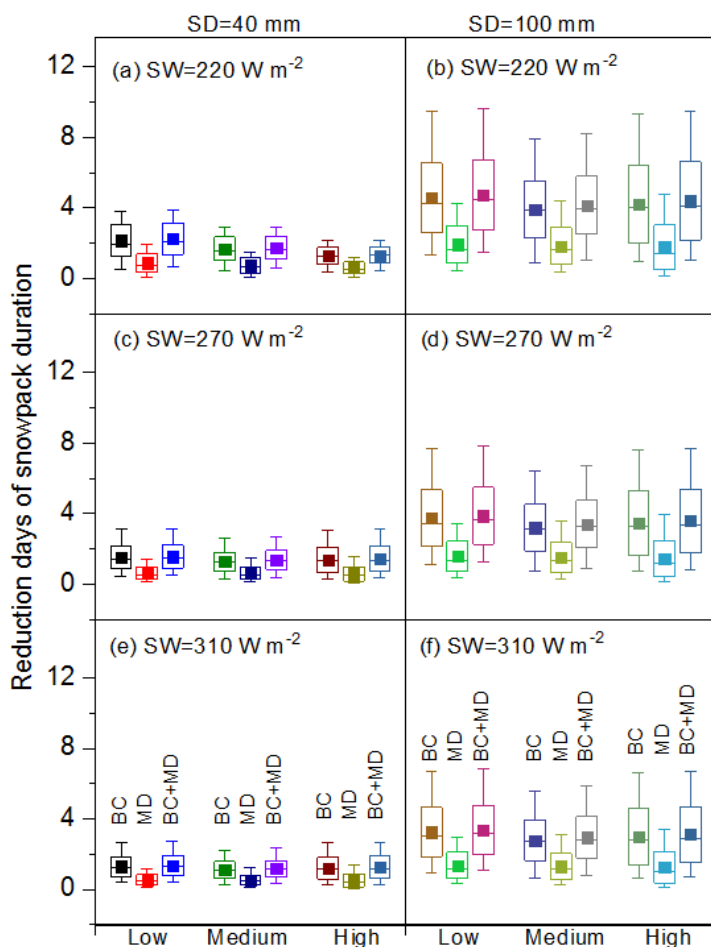 SD=40 mm
SD=100 mm
Reduction days of snowpack duration
(a) SW=220 W m⁻²
(b) SW=220 W m⁻²
12
8
4
0
(c) SW=270 W m⁻²
(d) SW=270 W m⁻²
12
8
4
0
(e) SW=310 W m⁻²
(f) SW=310 W m⁻²
12
8
4
0
BC MD BC+MD BC MD BC+MD BC MD BC+MD
BC MD BC+MD BC MD BC+MD BC MD BC+MD
Low Medium High Low Medium High